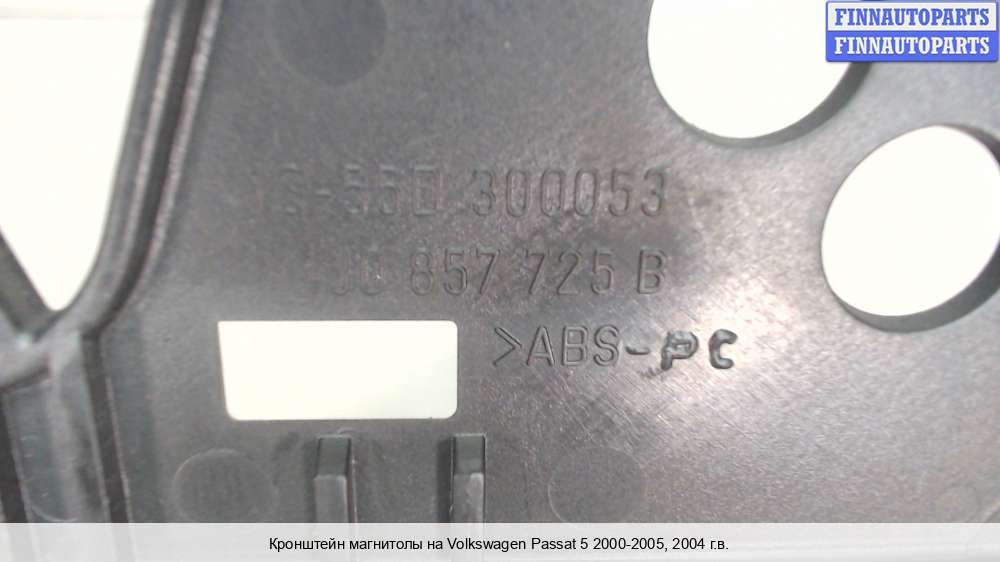 FINNAUTOPARTS
FINNAUTOPARTS
300053
857 725 B
>ABS-PC
Кронштейн магнитолы на Volkswagen Passat 5 2000-2005, 2004 г.в.